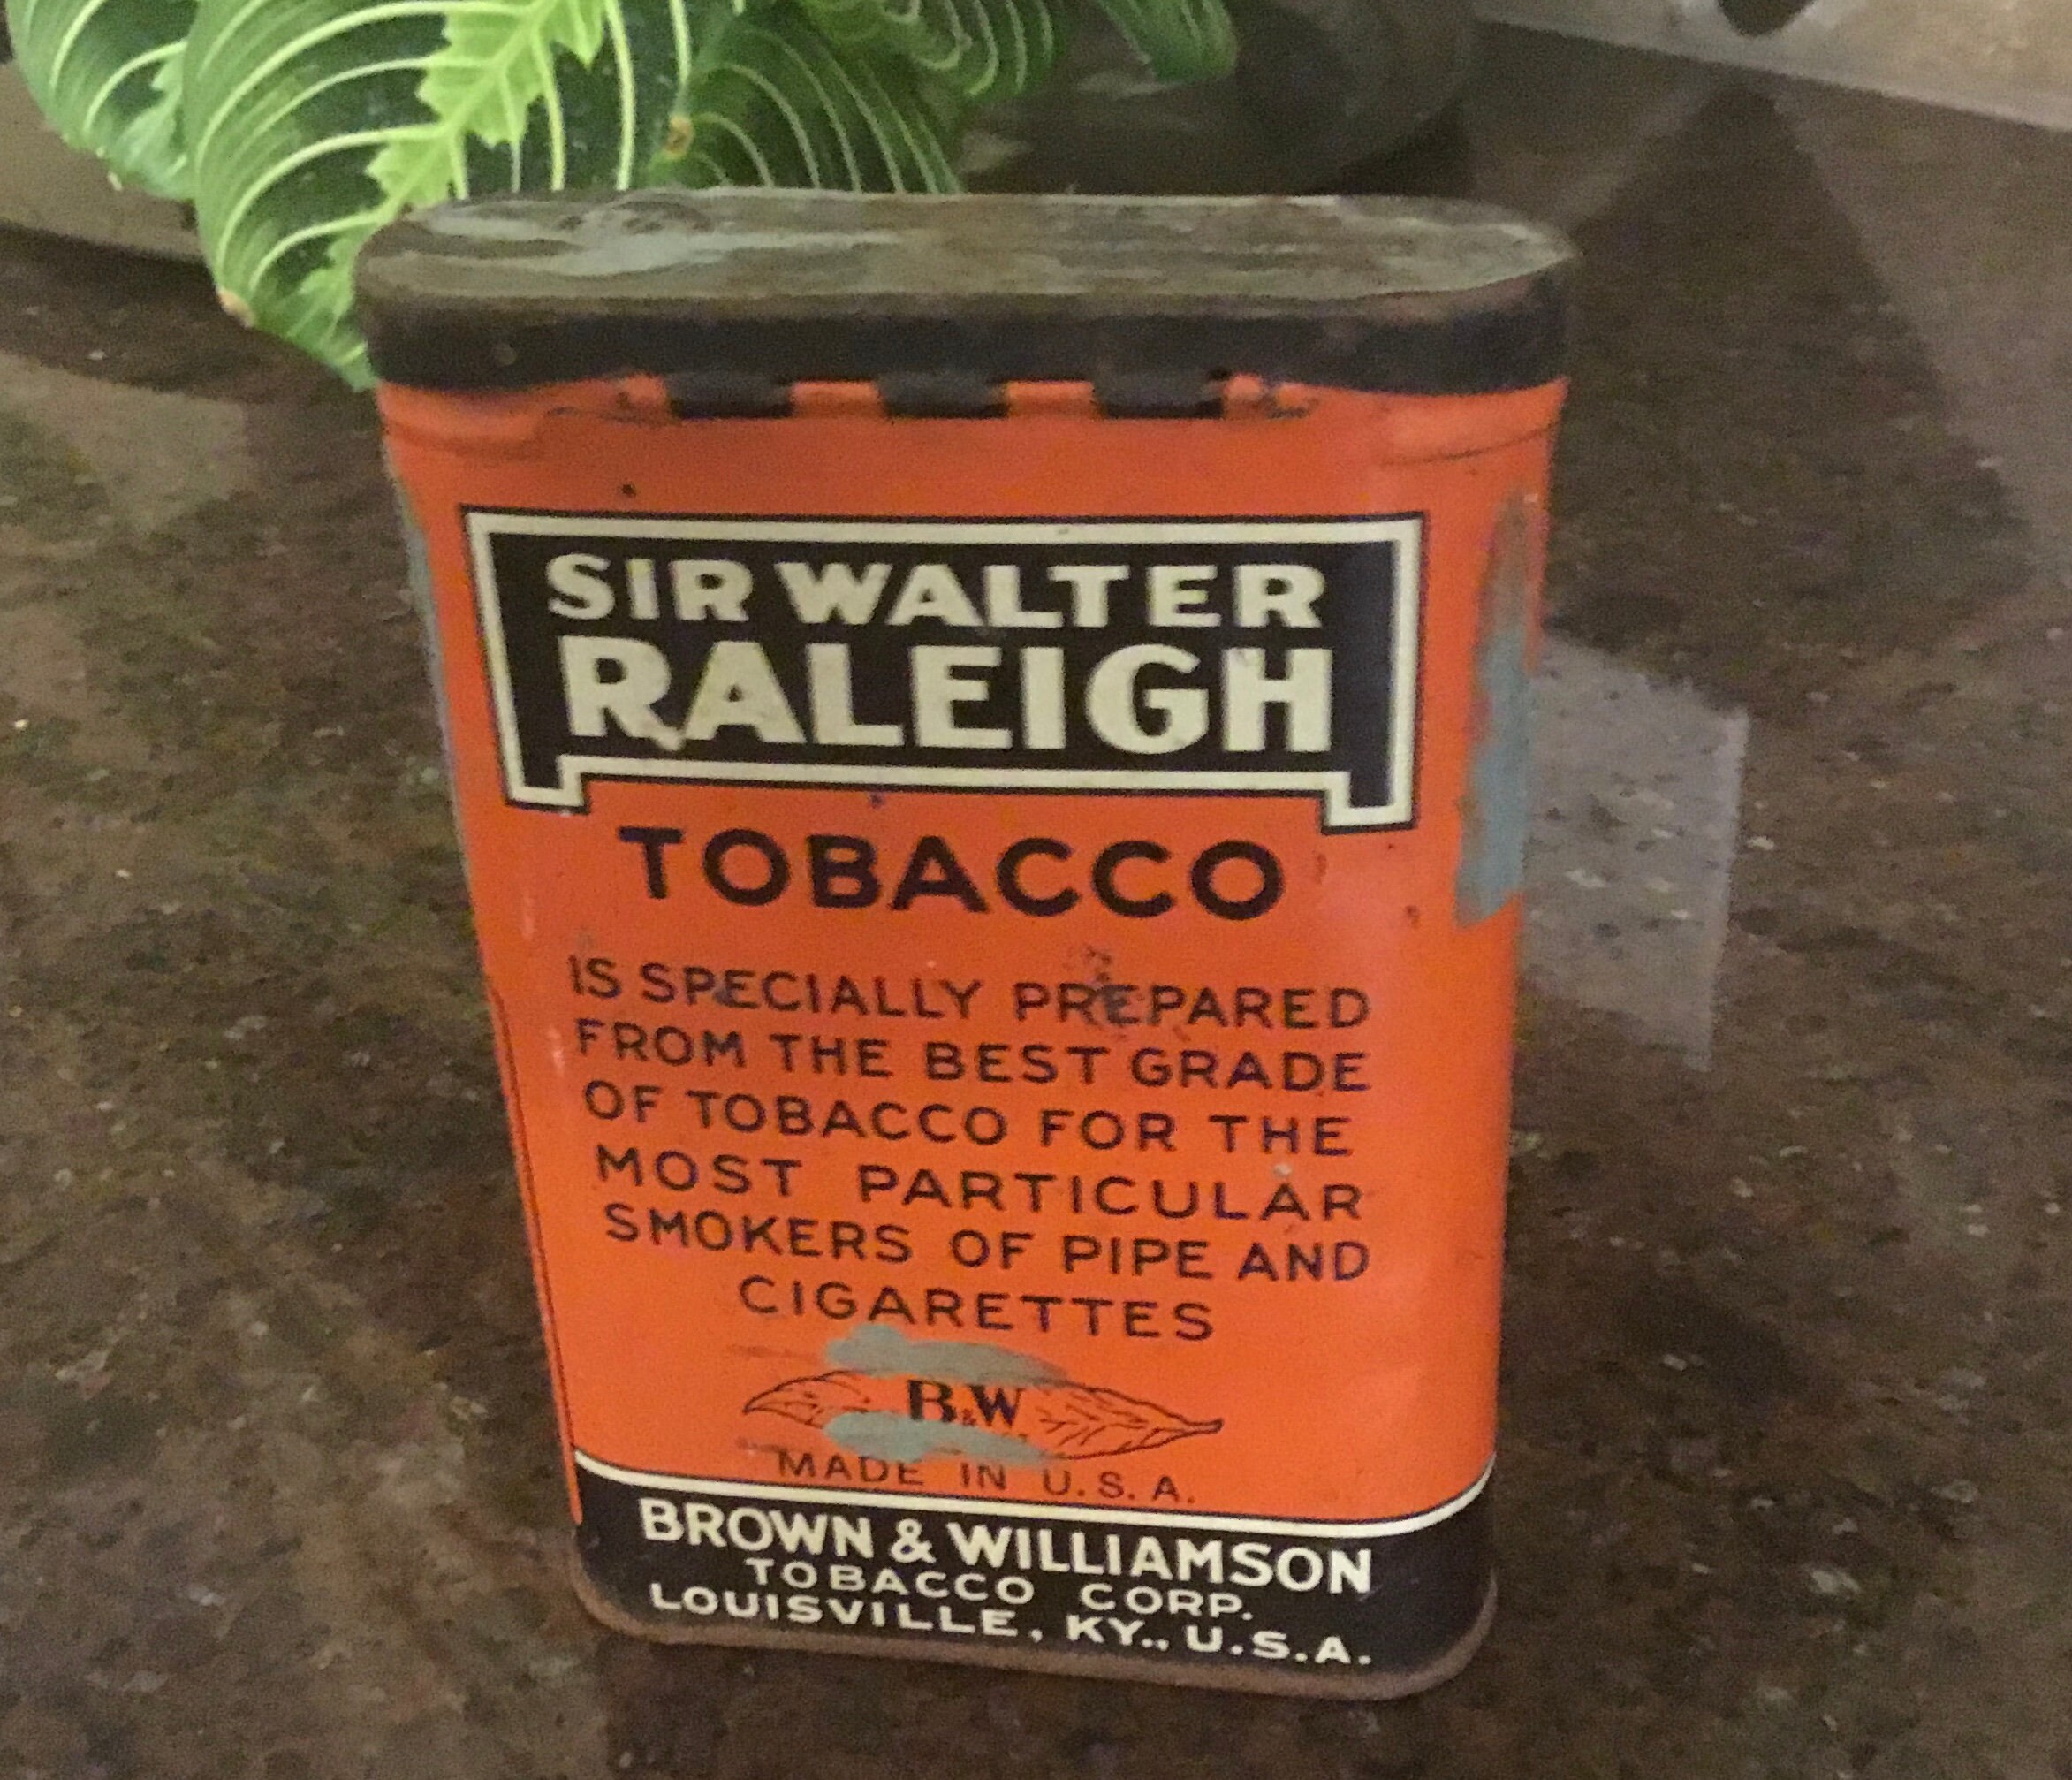 SIR WALTER
RALEIGH
TOBACCO
IS SPECIALLY PREPARED
FROM THE BEST GRADE
OF TOBACCO FOR THE
MOST PARTICULAR
SMOKERS OF PIPE AND
CIGARETTES
B&W
MADE IN U.S.A.
BROWN & WILLIAMSON
TOBACCO CORP.
LOUISVILLE, KY., U.S.A.